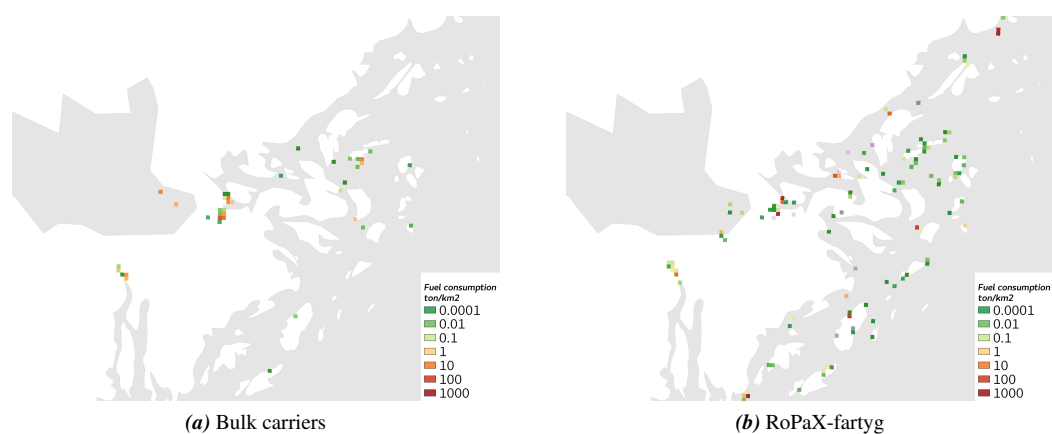 Fuel consumption
ton/km2
0.0001
0.01
0.1
1
10
100
1000
Fuel consumption
ton/km2
0.0001
0.01
0.1
1
10
100
1000
(a) Bulk carriers
(b) RoPaX-fartyg